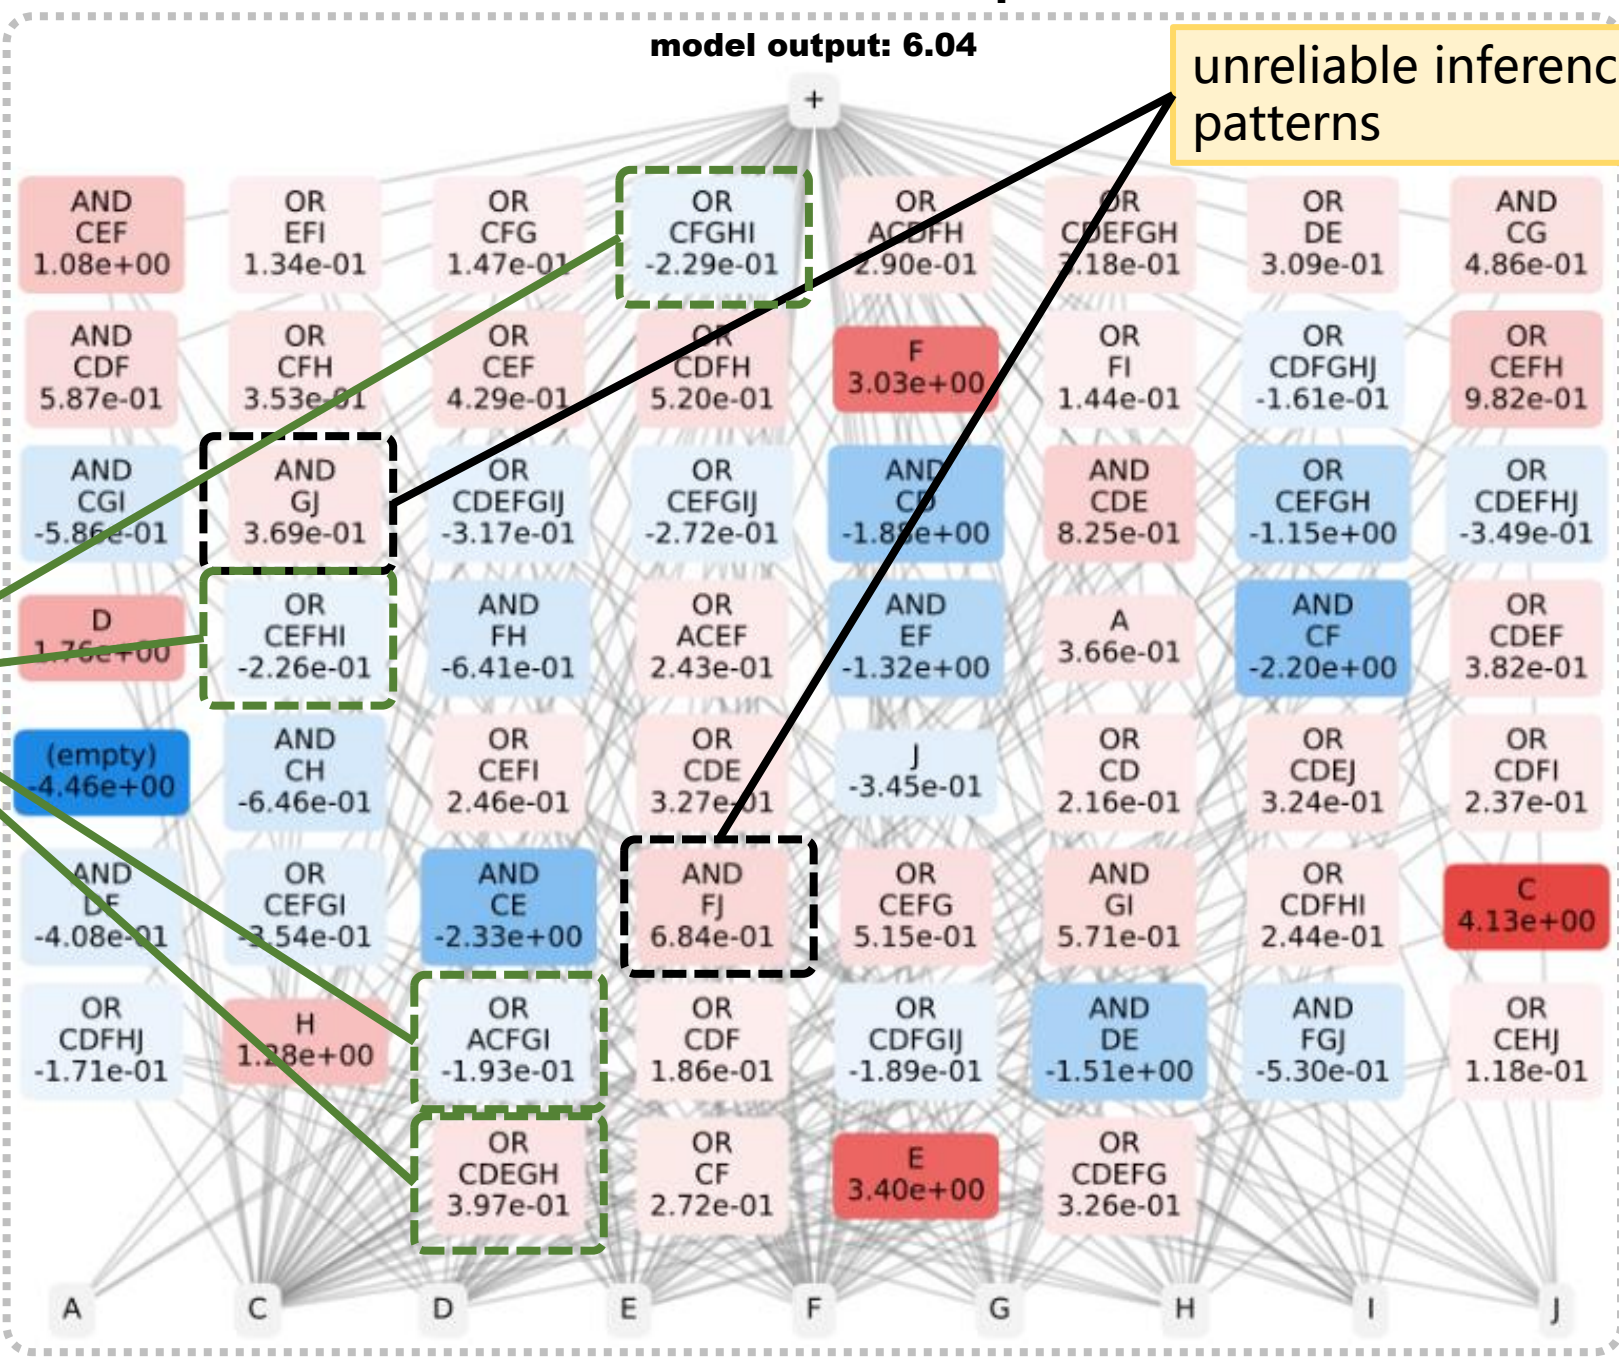 model output: 6.04
unreliable inferenc
patterns
+
AND
CEF
1.08e+00
OR
EFI
1.34e-01
OR
CFG
1.47e-01
OR
CFGHI
-2.29e-01
OR
ACDFH
2.90e-01
OR
CDEFGH
3.18e-01
OR
DE
3.09e-01
AND
CG
4.86e-01
AND
CDF
5.87e-01
OR
CFH
3.53e-01
OR
CEF
4.29e-01
OR
CDFH
5.20e-01
F
3.03e+00
OR
FI
1.44e-01
OR
CDFGHJ
-1.61e-01
OR
CEFH
9.82e-01
AND
CGI
-5.86e-01
AND
GJ
3.69e-01
OR
CDEFGIJ
-3.17e-01
OR
CEFGIJ
-2.72e-01
AND
CD
-1.88e+00
AND
CDE
8.25e-01
OR
CEFGH
-1.15e+00
OR
CDEFHJ
-3.49e-01
D
1.76e+00
OR
CEFHI
-2.26e-01
AND
FH
-6.41e-01
OR
ACEF
2.43e-01
AND
EF
-1.32e+00
A
3.66e-01
AND
CF
-2.20e+00
OR
CDEF
3.82e-01
(empty)
-4.46e+00
AND
CH
-6.46e-01
OR
CEFI
2.46e-01
OR
CDE
3.27e-01
J
-3.45e-01
OR
CD
2.16e-01
OR
CDEJ
3.24e-01
OR
CDFI
2.37e-01
AND
DF
-4.08e-01
OR
CEFGI
-3.54e-01
AND
CE
-2.33e+00
AND
FJ
6.84e-01
OR
CEFG
5.15e-01
AND
GI
5.71e-01
OR
CDFHI
2.44e-01
C
4.13e+00
OR
CDFHJ
-1.71e-01
H
1.28e+00
OR
ACFGI
-1.93e-01
OR
CDF
1.86e-01
OR
CDFGIJ
-1.89e-01
AND
DE
-1.51e+00
AND
FGJ
-5.30e-01
OR
CEHJ
1.18e-01
OR
CDEGH
3.97e-01
OR
CF
2.72e-01
E
3.40e+00
OR
CDEFG
3.26e-01
A C D E F G H I J